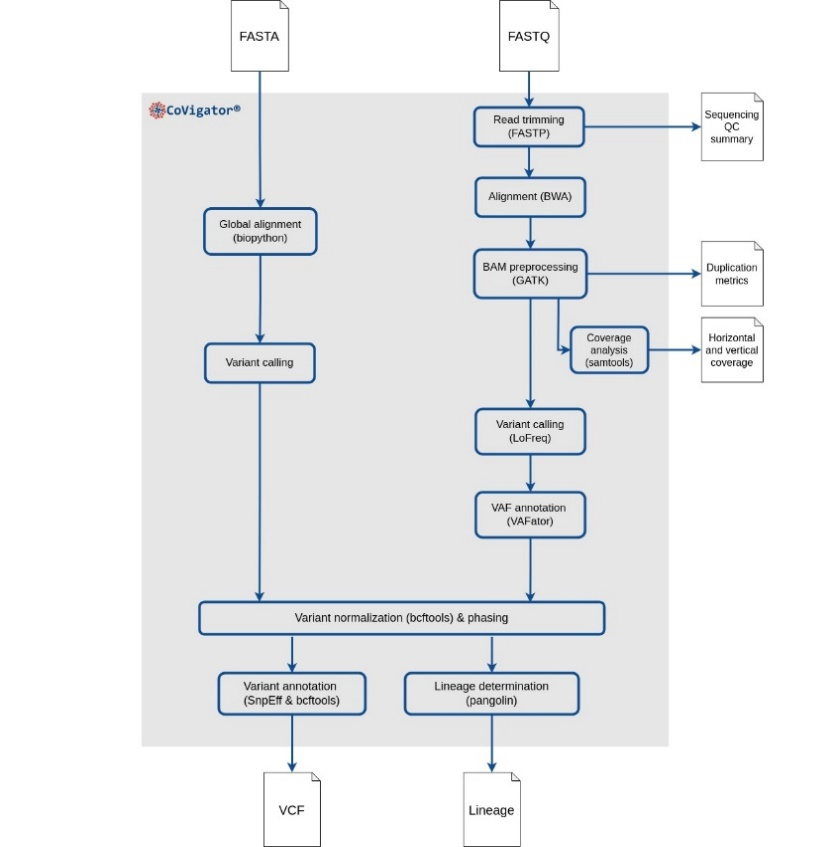 FASTA
FASTQ
CoVigator®
Read trimming
(FASTP)
Sequencing
QC
summary
Alignment (BWA)
Global alignment
(biopython)
BAM preprocessing
(GATK)
Duplication
metrics
Variant calling
Coverage
analysis
(samtools)
Horizontal
and vertical
coverage
Variant calling
(LoFreq)
VAF annotation
(VAFator)
Variant normalization (bcftools) & phasing
Variant annotation
(SnpEff & bcftools)
Lineage determination
(pangolin)
VCF
Lineage